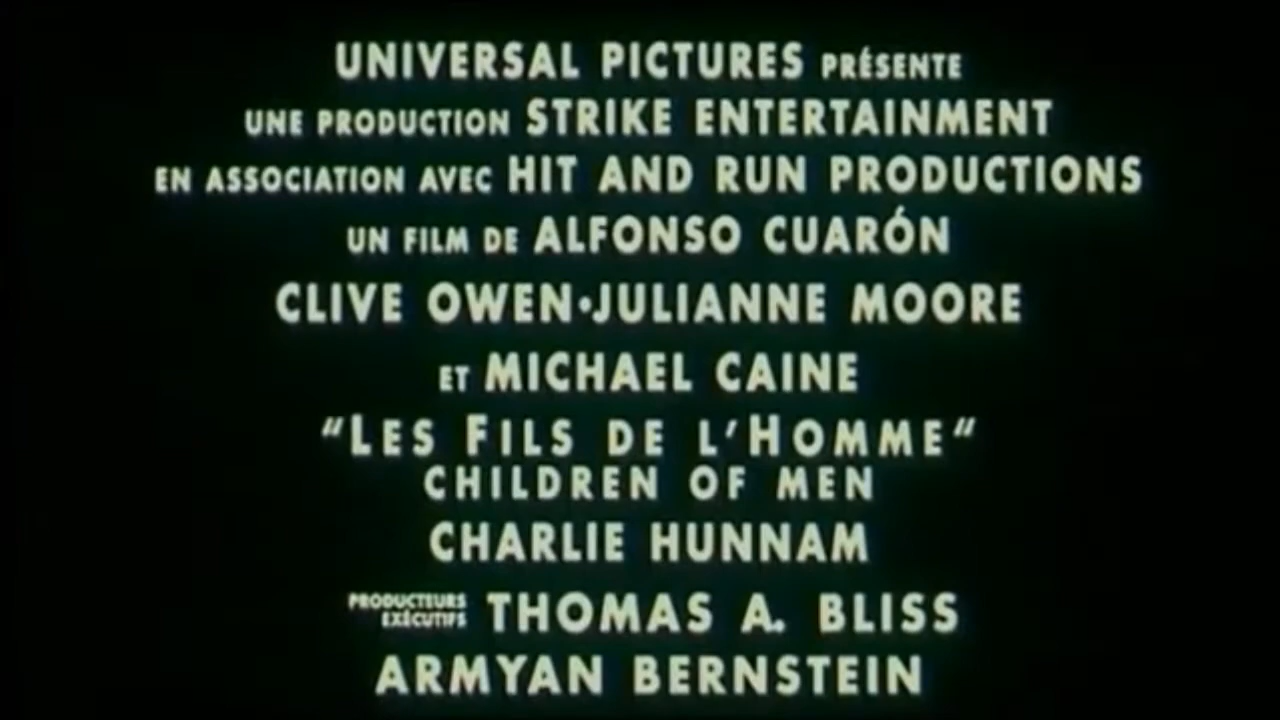 UNIVERSAL PICTURES PRÉSENTE
UNE PRODUCTION STRIKE ENTERTAINMENT
EN ASSOCIATION AVEC HIT AND RUN PRODUCTIONS
UN FILM DE ALFONSO CUARÓN
CLIVE OWEN•JULIANNE MOORE
ET MICHAEL CAINE
"LES FILS DE L'HOMME"
CHILDREN OF MEN
CHARLIE HUNNAM
PRODUCTEURS EXÉCUTIFS THOMAS A. BLISS
ARMYAN BERNSTEIN